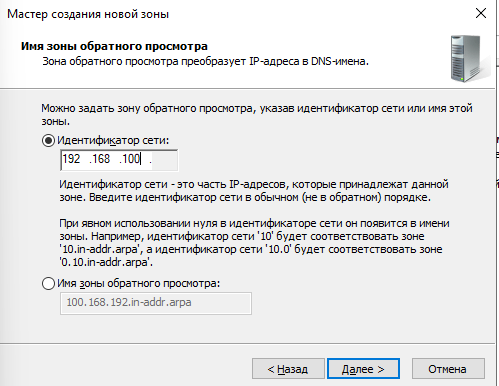 Мастер создания новой зоны
Имя зоны обратного просмотра
Зона обратного просмотра преобразует IP-адреса в DNS-имена.
Можно задать зону обратного просмотра, указав идентификатор сети или имя этой
зоны.
Идентификатор сети:
192 .168 .100 .
Идентификатор сети - это часть IP-адресов, которые принадлежат данной
зоне. Введите идентификатор сети в обычном (не в обратном) порядке.
При явном использовании нуля в идентификаторе сети он появится в имени
зоны. Например, идентификатор сети '10' будет соответствовать зоне
'10.in-addr.arpa', а идентификатор сети '10.0' будет соответствовать зоне
'0.10.in-addr.arpa'.
Имя зоны обратного просмотра:
100.168.192.in-addr.arpa
< Назад Далее > Отмена